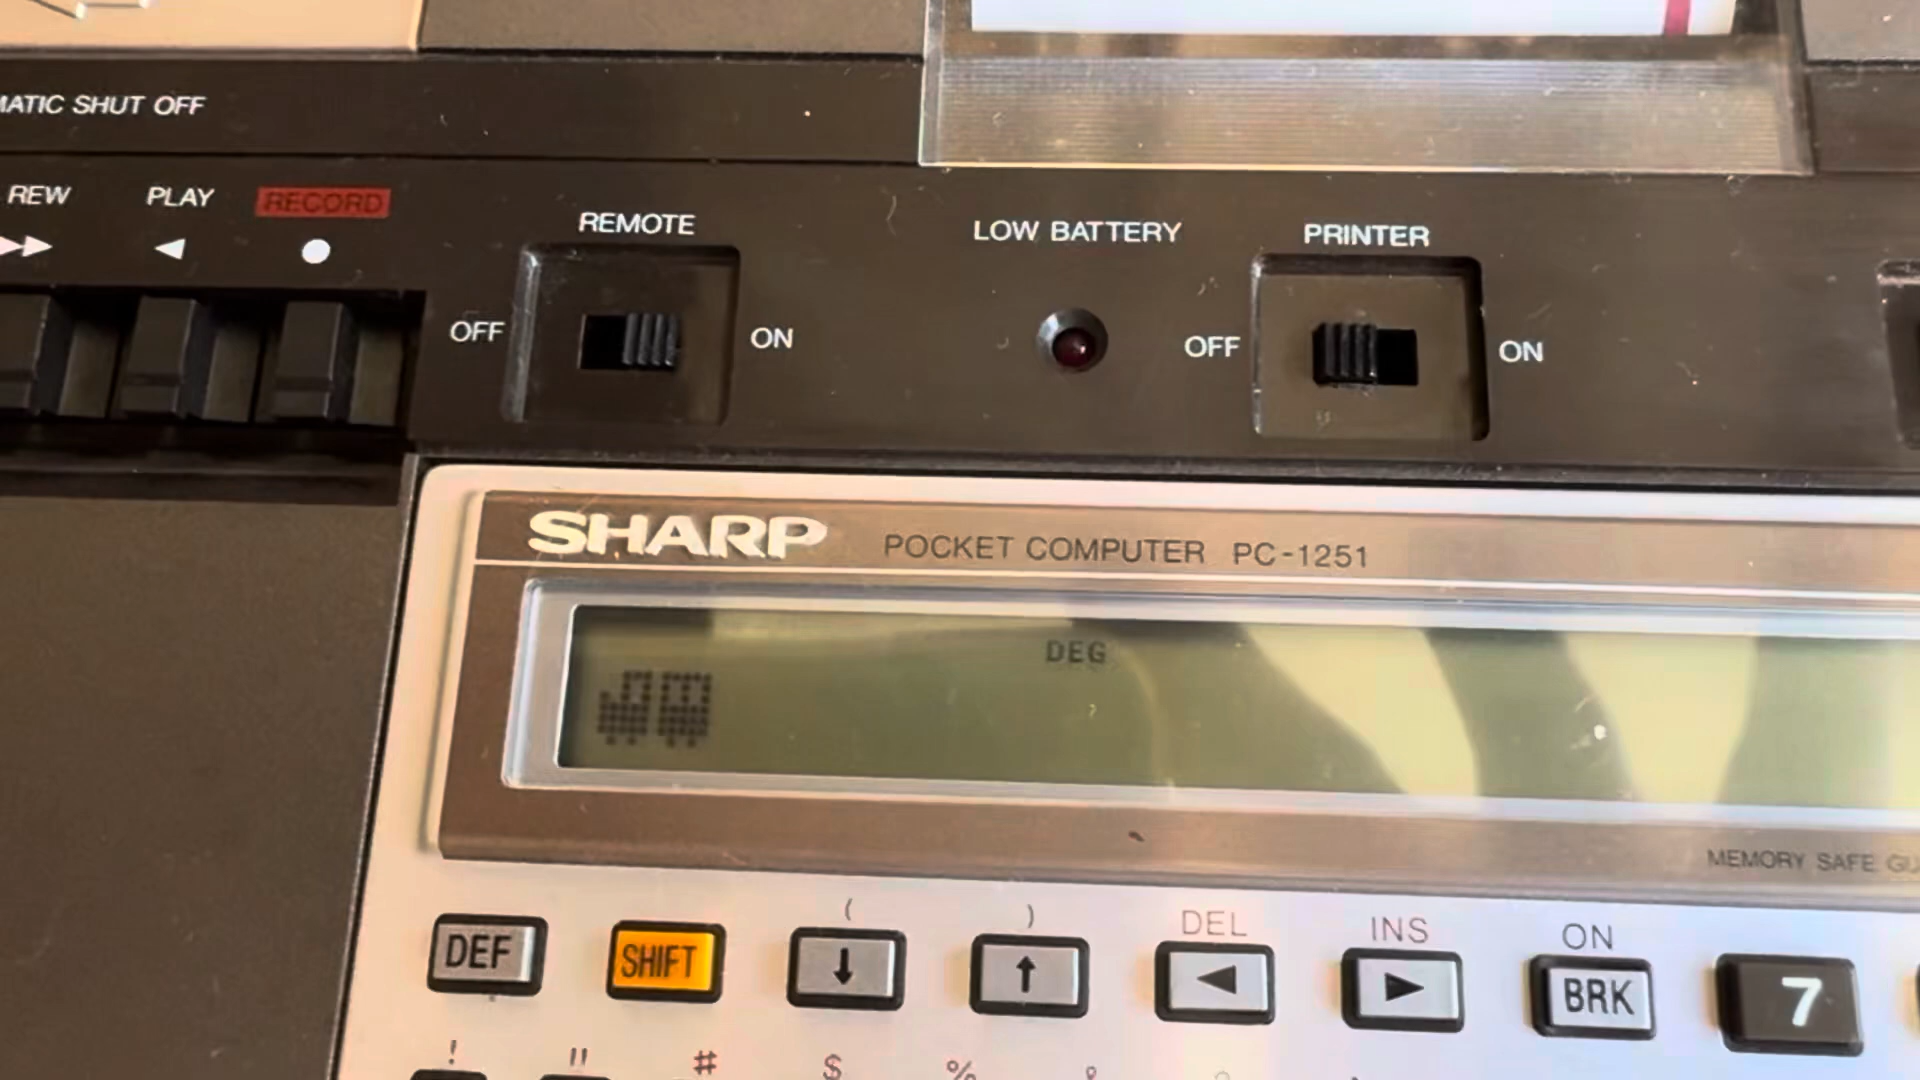 MATIC SHUT OFF
REW PLAY RECORD
REMOTE
OFF ON
LOW BATTERY
PRINTER
OFF ON
SHARP POCKET COMPUTER PC-1251
DEG
MEMORY SAFE
( ) DEL INS ON
DEF SHIFT ↓ ↑ ◀ ▶ BRK 7
! " # $ %